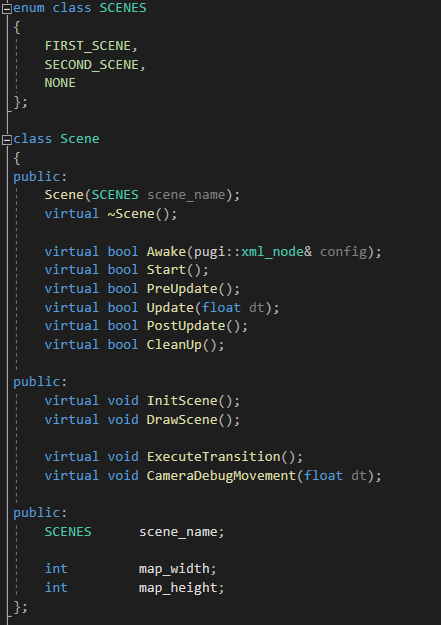 enum class SCENES
{
    FIRST_SCENE,
    SECOND_SCENE,
    NONE
};

class Scene
{
public:
    Scene(SCENES scene_name);
    virtual ~Scene();

    virtual bool Awake(pugi::xml_node& config);
    virtual bool Start();
    virtual bool PreUpdate();
    virtual bool Update(float dt);
    virtual bool PostUpdate();
    virtual bool CleanUp();

public:
    virtual void InitScene();
    virtual void DrawScene();

    virtual void ExecuteTransition();
    virtual void CameraDebugMovement(float dt);

public:
    SCENES      scene_name;

    int         map_width;
    int         map_height;
};